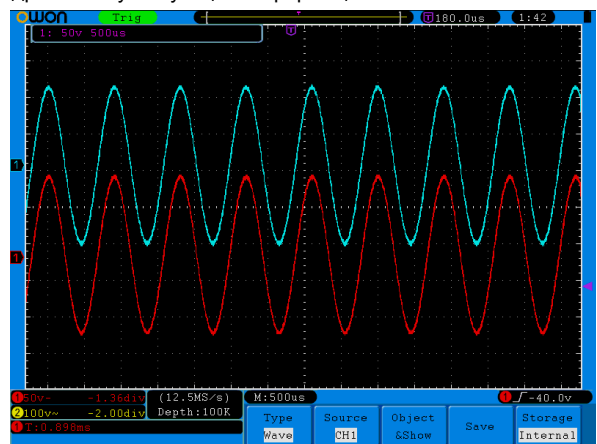 owon Trig T 180.0us 1:42
1: 50v 500us
T
1
1
1 50v~ -1.36div (12.5MS/s) M:500us 1 -40.0v
2 100v~ -2.00div Depth:100K
1 T:0.898ms
Type Source Object Save Storage
Wave CH1 &Show Internal